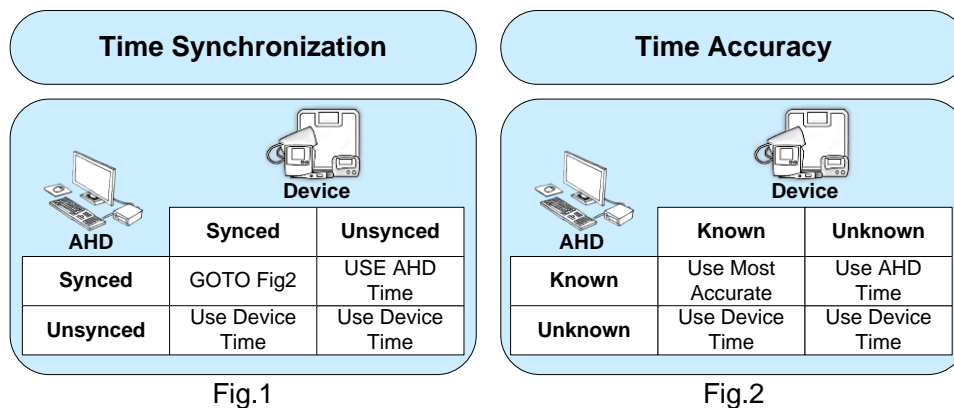 Time Synchronization
Device
AHD
Synced
Unsynced
Synced
GOTO Fig2
USE AHD
Time
Unsynced
Use Device
Time
Use Device
Time
Fig.1
Time Accuracy
Device
AHD
Known
Unknown
Known
Use Most
Accurate
Use AHD
Time
Unknown
Use Device
Time
Use Device
Time
Fig.2